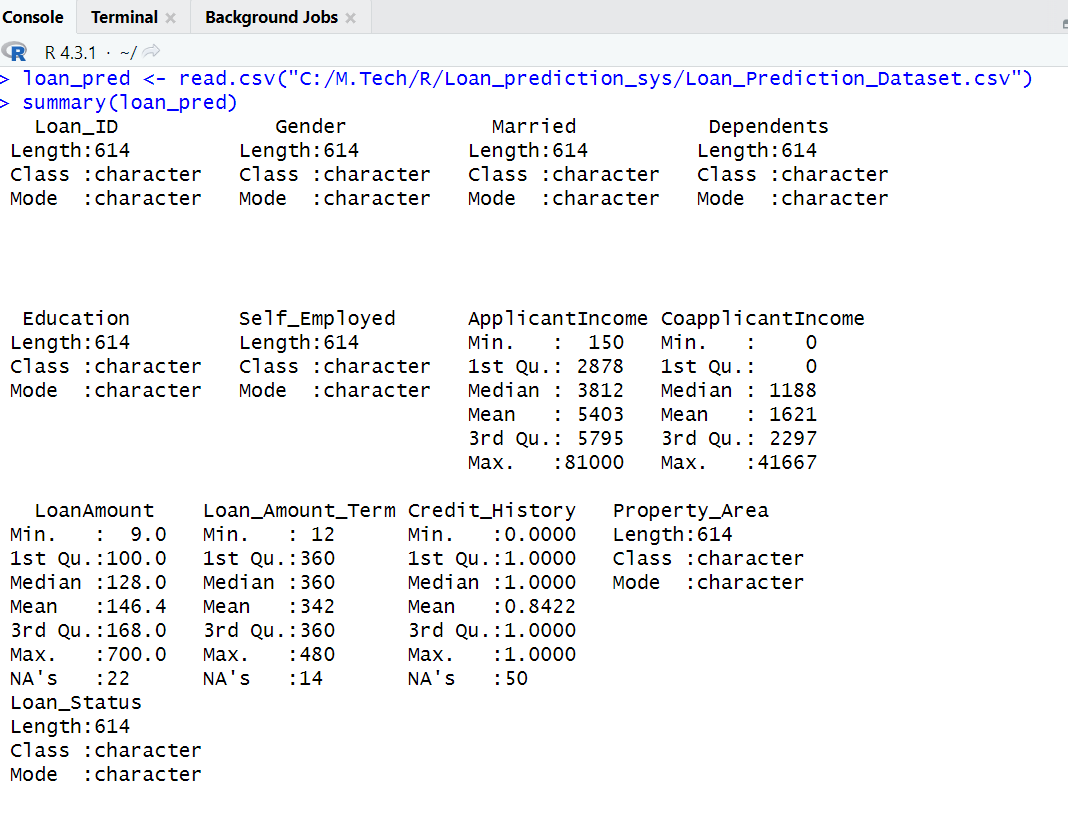 Console Terminal Background Jobs
R R 4.3.1 · ~/
> loan_pred <- read.csv("C:/M.Tech/R/Loan_prediction_sys/Loan_Prediction_Dataset.csv")
> summary(loan_pred)
   Loan_ID             Gender            Married           Dependents
 Length:614         Length:614         Length:614         Length:614
 Class :character   Class :character   Class :character   Class :character
 Mode  :character   Mode  :character   Mode  :character   Mode  :character
  Education         Self_Employed      ApplicantIncome CoapplicantIncome
 Length:614         Length:614         Min.   :  150   Min.   :    0
 Class :character   Class :character   1st Qu.: 2878   1st Qu.:    0
 Mode  :character   Mode  :character   Median : 3812   Median : 1188
                                       Mean   : 5403   Mean   : 1621
                                       3rd Qu.: 5795   3rd Qu.: 2297
                                       Max.   :81000   Max.   :41667
   LoanAmount    Loan_Amount_Term Credit_History   Property_Area
 Min.   :  9.0   Min.   : 12      Min.   :0.0000   Length:614
 1st Qu.:100.0   1st Qu.:360      1st Qu.:1.0000   Class :character
 Median :128.0   Median :360      Median :1.0000   Mode  :character
 Mean   :146.4   Mean   :342      Mean   :0.8422
 3rd Qu.:168.0   3rd Qu.:360      3rd Qu.:1.0000
 Max.   :700.0   Max.   :480      Max.   :1.0000
 NA's   :22      NA's   :14       NA's   :50
 Loan_Status
 Length:614
 Class :character
 Mode  :character